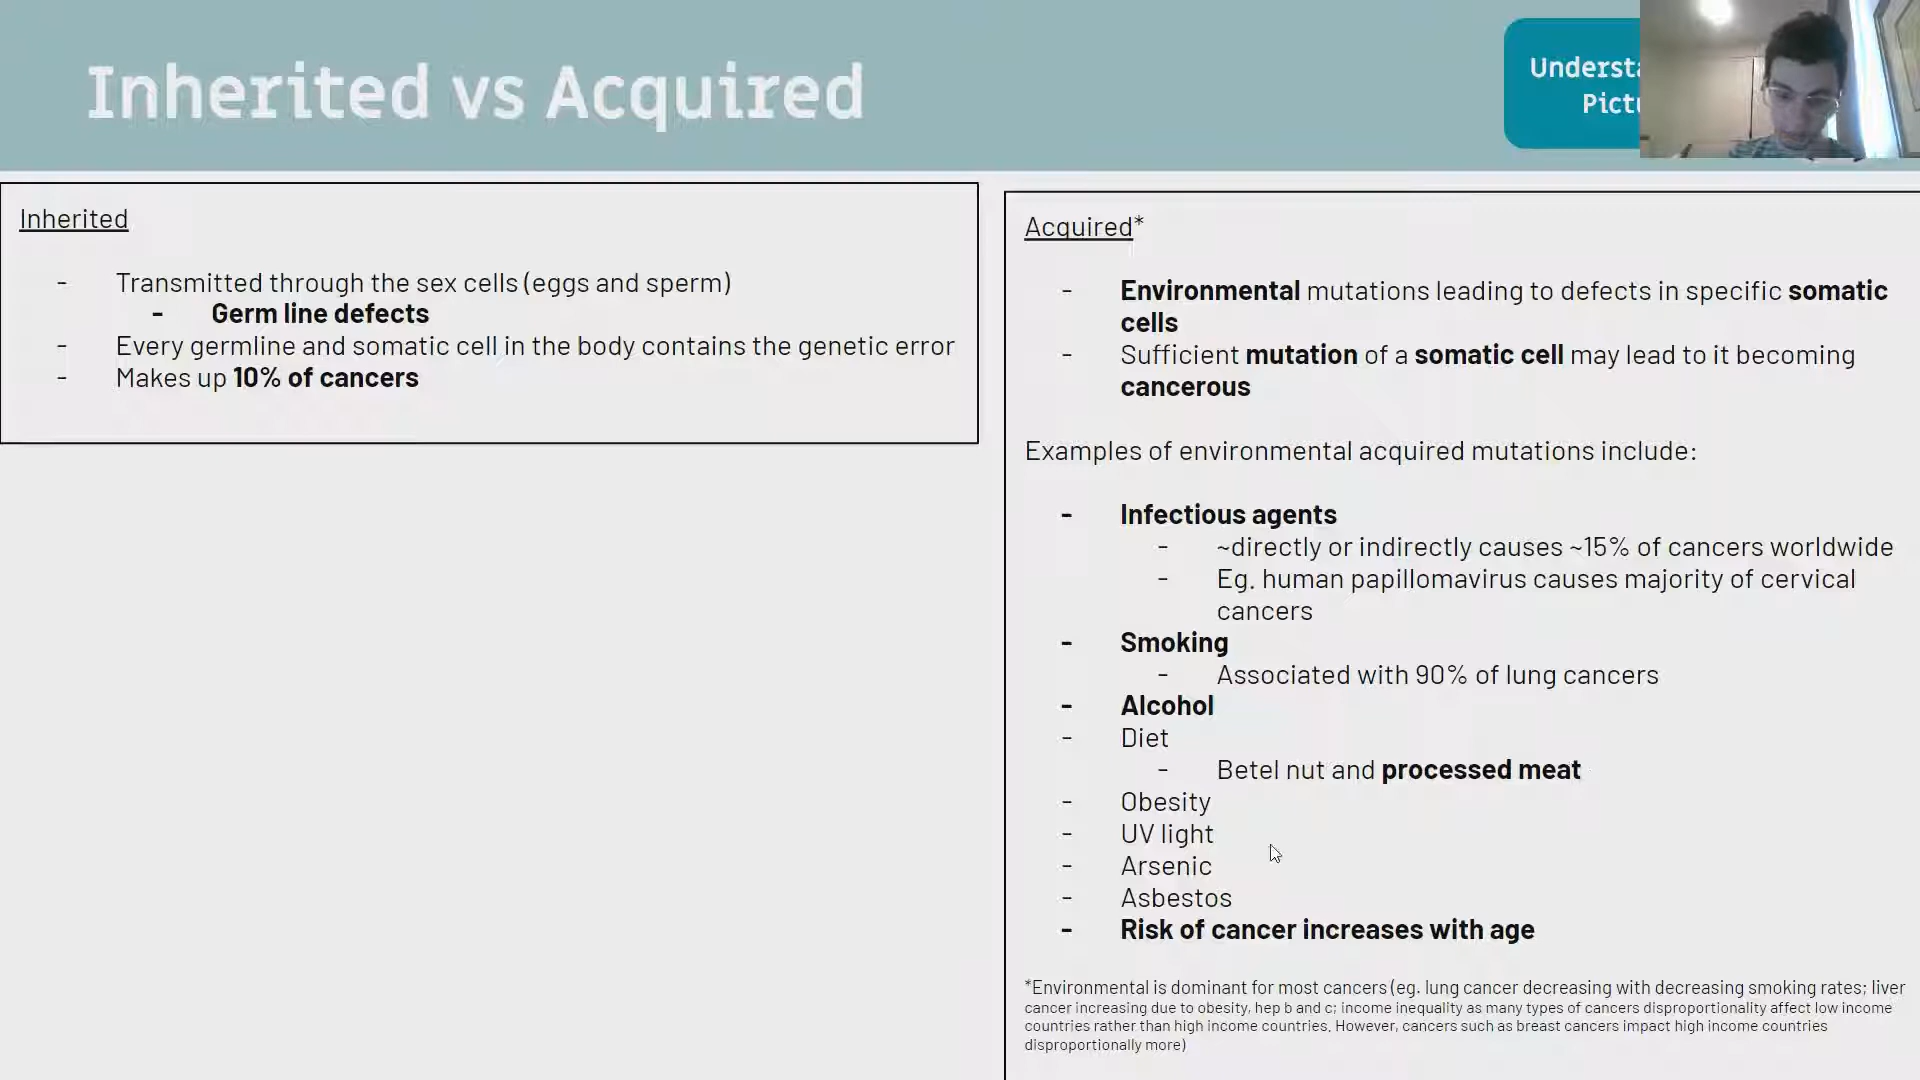 Inherited vs Acquired
Inherited
- Transmitted through the sex cells (eggs and sperm)
- Germ line defects
- Every germline and somatic cell in the body contains the genetic error
- Makes up 10% of cancers
Acquired*
- Environmental mutations leading to defects in specific somatic
cells
- Sufficient mutation of a somatic cell may lead to it becoming
cancerous
Examples of environmental acquired mutations include:
- Infectious agents
- ~directly or indirectly causes ~15% of cancers worldwide
- Eg. human papillomavirus causes majority of cervical
cancers
- Smoking
- Associated with 90% of lung cancers
- Alcohol
- Diet
- Betel nut and processed meat
- Obesity
- UV light
- Arsenic
- Asbestos
- Risk of cancer increases with age
*Environmental is dominant for most cancers (eg. lung cancer decreasing with decreasing smoking rates; liver
cancer increasing due to obesity, hep b and c; income inequality as many types of cancers disproportionality affect low income
countries rather than high income countries. However, cancers such as breast cancers impact high income countries
disproportionally more)